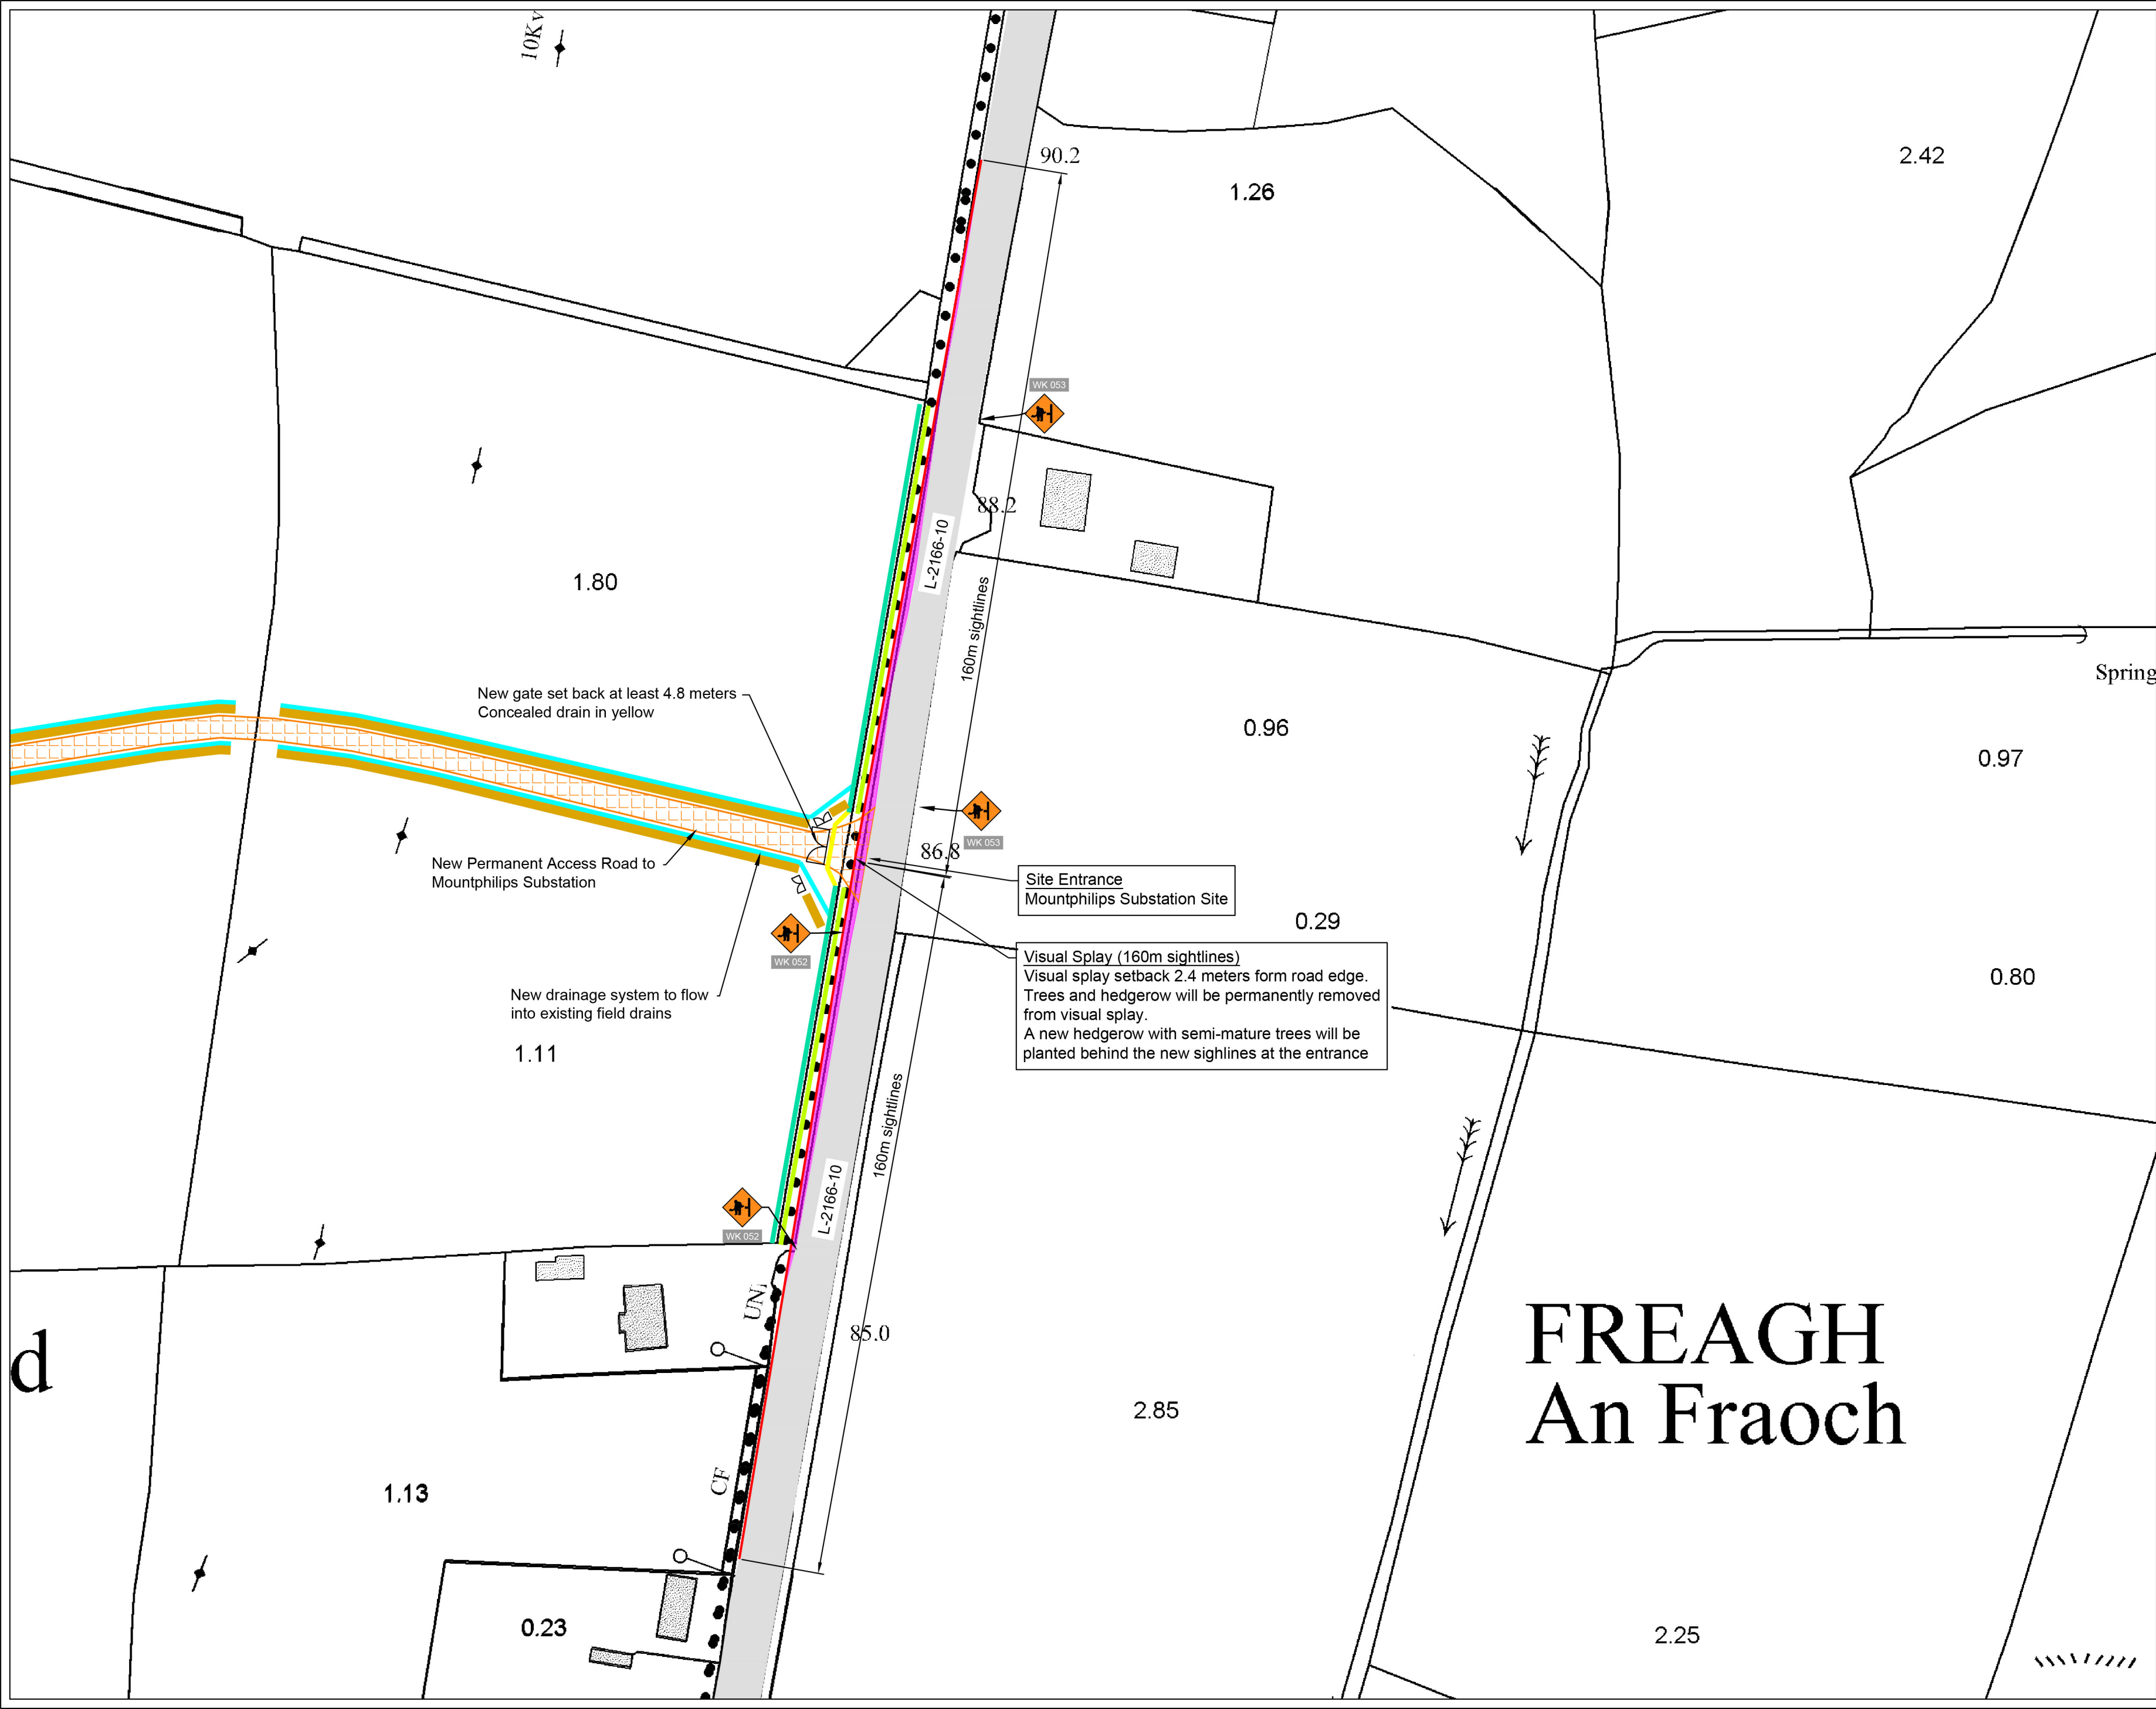 10Kv
90.2
2.42
1.26
WK 053
88.2
L-2166-10
1.80
160m sightlines
Spring
New gate set back at least 4.8 meters
Concealed drain in yellow
0.96
0.97
WK 053
86.8
New Permanent Access Road to
Mountphilips Substation
Site Entrance
Mountphilips Substation Site
0.29
WK 052
Visual Splay (160m sightlines)
Visual splay setback 2.4 meters form road edge.
Trees and hedgerow will be permanently removed
from visual splay.
A new hedgerow with semi-mature trees will be
planted behind the new sighlines at the entrance
0.80
New drainage system to flow
into existing field drains
1.11
160m sightlines
L-2166-10
WK 052
UND
85.0
FREAGH
An Fraoch
d
2.85
CF
1.13
0.23
2.25